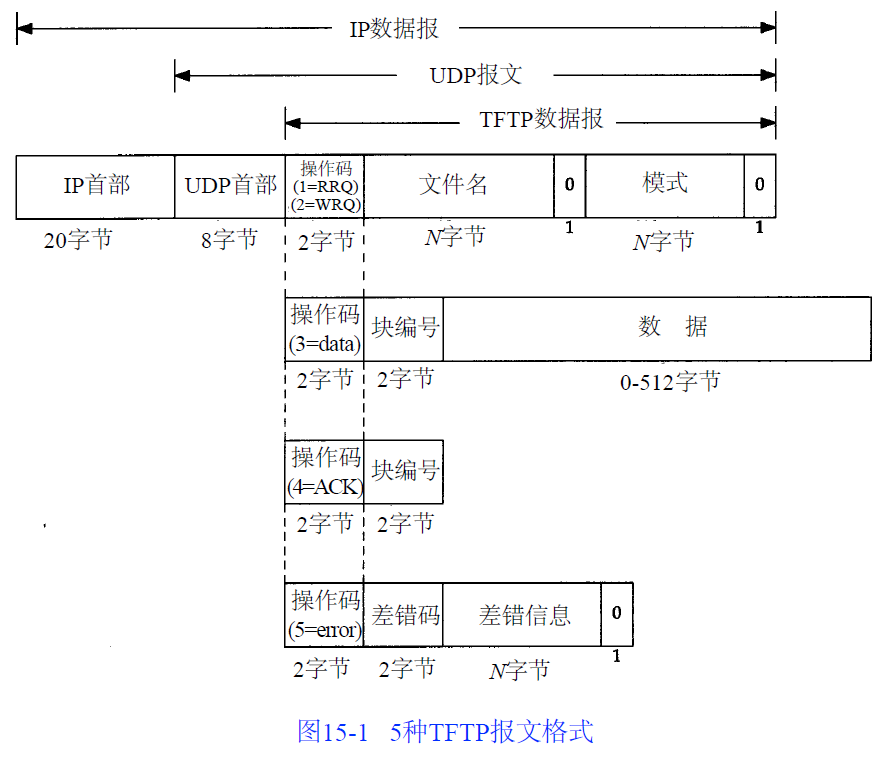 IP数据报
UDP报文
TFTP数据报
IP首部
UDP首部
操作码
(1=RRQ)
(2=WRQ)
文件名
0
模式
0
20字节
8字节
2字节
N字节
1
N字节
1
操作码
(3=data)
块编号
数 据
2字节
2字节
0-512字节
操作码
(4=ACK)
块编号
2字节
2字节
操作码
(5=error)
差错码
差错信息
0
2字节
2字节
N字节
1
图15-1 5种TFTP报文格式